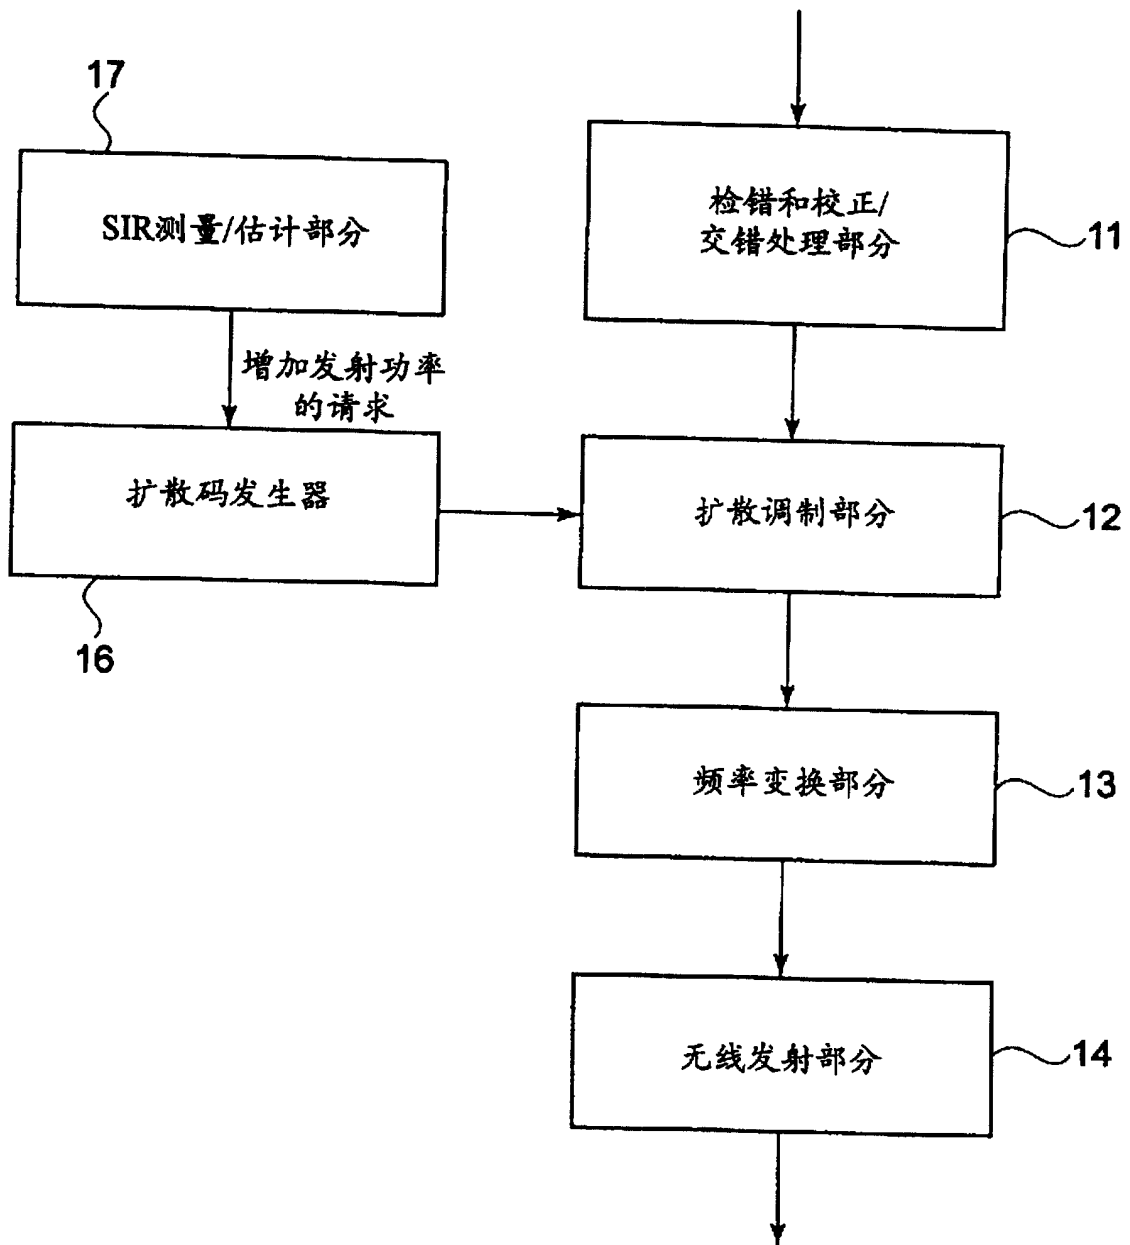 17
SIR测量/估计部分
增加发射功率
的请求
扩散码发生器
16
检错和校正/
交错处理部分
11
扩散调制部分
12
频率变换部分
13
无线发射部分
14